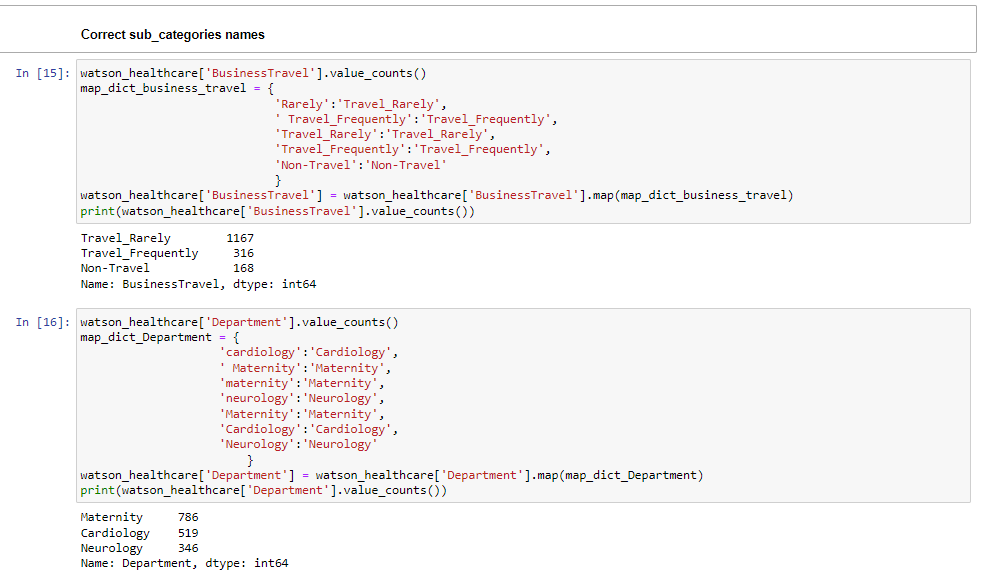 Correct sub_categories names
In [15]: watson_healthcare['BusinessTravel'].value_counts()
map_dict_business_travel = {
'Rarely':'Travel_Rarely',
' Travel_Frequently':'Travel_Frequently',
'Travel_Rarely':'Travel_Rarely',
'Travel_Frequently':'Travel_Frequently',
'Non-Travel':'Non-Travel'
}
watson_healthcare['BusinessTravel'] = watson_healthcare['BusinessTravel'].map(map_dict_business_travel)
print(watson_healthcare['BusinessTravel'].value_counts())
Travel_Rarely 1167
Travel_Frequently 316
Non-Travel 168
Name: BusinessTravel, dtype: int64
In [16]: watson_healthcare['Department'].value_counts()
map_dict_Department = {
'cardiology':'Cardiology',
' Maternity':'Maternity',
'maternity':'Maternity',
'neurology':'Neurology',
'Maternity':'Maternity',
'Cardiology':'Cardiology',
'Neurology':'Neurology'
}
watson_healthcare['Department'] = watson_healthcare['Department'].map(map_dict_Department)
print(watson_healthcare['Department'].value_counts())
Maternity 786
Cardiology 519
Neurology 346
Name: Department, dtype: int64